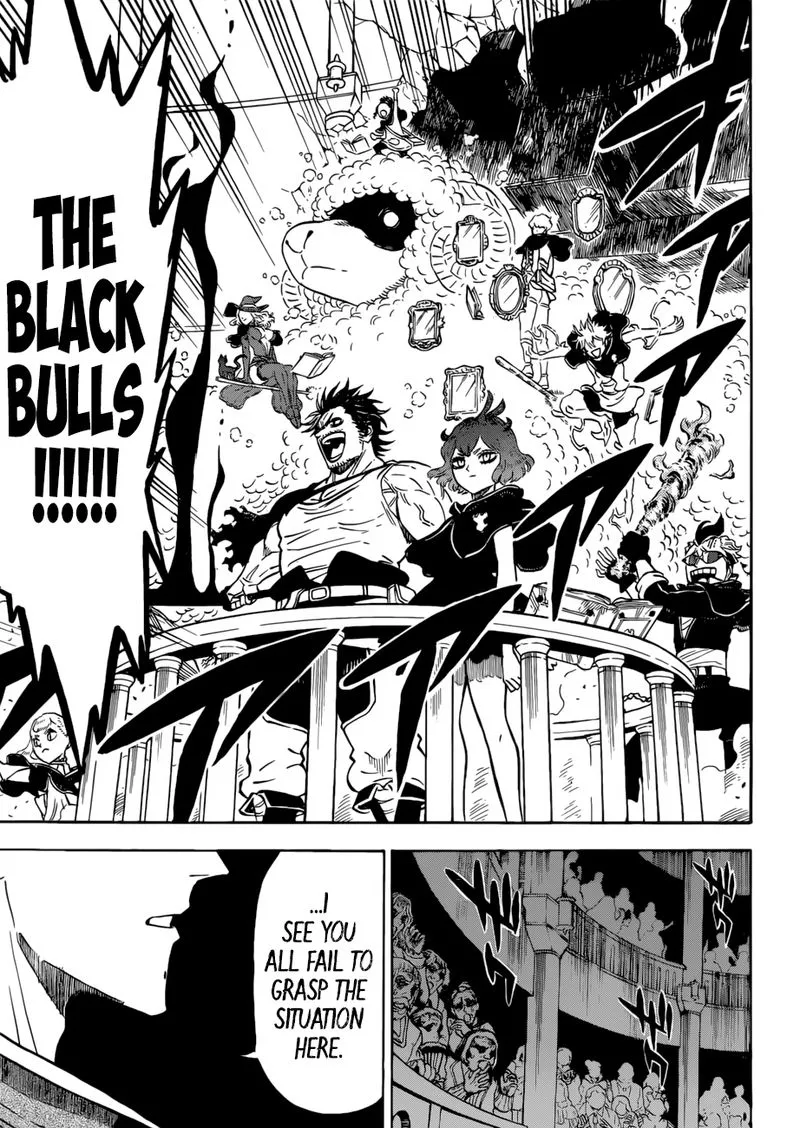 THE
BLACK
BULLS
!!!!!!
...I
SEE YOU
ALL FAIL TO
GRASP THE
SITUATION
HERE.